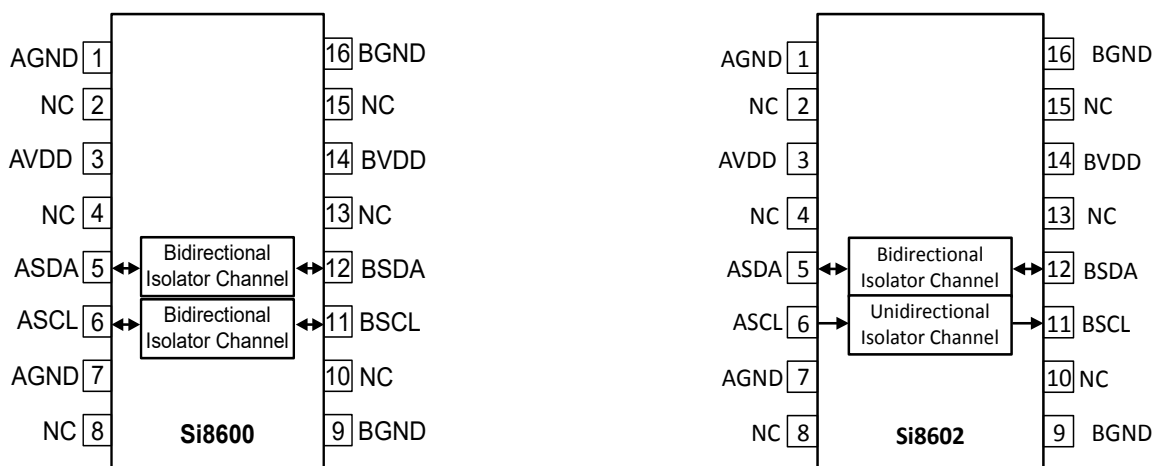 AGND 1 16 BGND
NC 2 15 NC
AVDD 3 14 BVDD
NC 4 13 NC
Bidirectional
ASDA 5 12 BSDA
Isolator Channel
Bidirectional
ASCL 6 11 BSCL
Isolator Channel
AGND 7 10 NC
NC 8 Si8600 9 BGND
AGND 1 16 BGND
NC 2 15 NC
AVDD 3 14 BVDD
NC 4 13 NC
Bidirectional
ASDA 5 12 BSDA
Isolator Channel
Unidirectional
ASCL 6 11 BSCL
Isolator Channel
AGND 7 10 NC
NC 8 Si8602 9 BGND